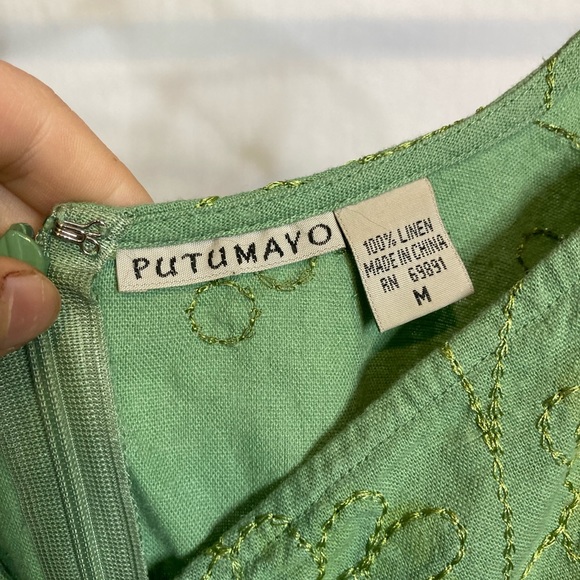 PUTUMAYO
100% LINEN
MADE IN CHINA
RN 69891
M